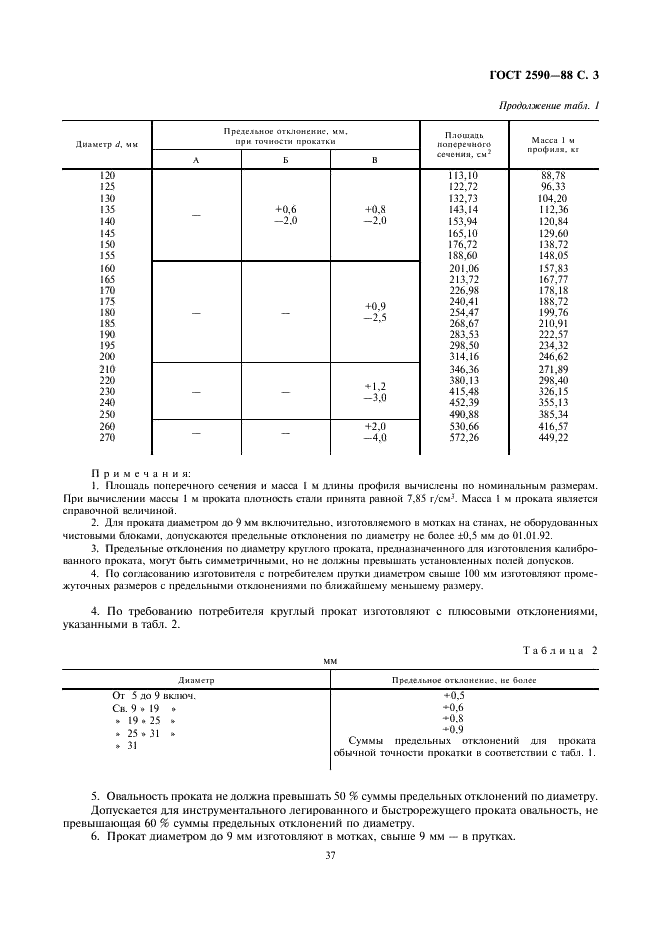 ГОСТ 2590—88 С. 3
Продолжение табл. 1
Диаметр d, мм
Предельное отклонение, мм,
при точности прокатки
Площадь
поперечного
сечения, см²
Масса 1 м
профиля, кг
А Б В
120 113,10 88,78
125 122,72 96,33
130 132,73 104,20
135 +0,6 +0,8 143,14 112,36
140 — —2,0 —2,0 153,94 120,84
145 165,10 129,60
150 176,72 138,72
155 188,60 148,05
160 201,06 157,83
165 213,72 167,77
170 226,98 178,18
175 +0,9 240,41 188,72
180 — — —2,5 254,47 199,76
185 268,67 210,91
190 283,53 222,57
195 298,50 234,32
200 314,16 246,62
210 346,36 271,89
220 +1,2 380,13 298,40
230 — — —3,0 415,48 326,15
240 452,39 355,13
250 490,88 385,34
260 +2,0 530,66 416,57
270 — — —4,0 572,26 449,22
Примечания:
1. Площадь поперечного сечения и масса 1 м длины профиля вычислены по номинальным размерам.
При вычислении массы 1 м проката плотность стали принята равной 7,85 г/см³. Масса 1 м проката является
справочной величиной.
2. Для проката диаметром до 9 мм включительно, изготовляемого в мотках на станах, не оборудованных
чистовыми блоками, допускаются предельные отклонения по диаметру не более ±0,5 мм до 01.01.92.
3. Предельные отклонения по диаметру круглого проката, предназначенного для изготовления калибро-
ванного проката, могут быть симметричными, но не должны превышать установленных полей допусков.
4. По согласованию изготовителя с потребителем прутки диаметром свыше 100 мм изготовляют проме-
жуточных размеров с предельными отклонениями по ближайшему меньшему размеру.
4. По требованию потребителя круглый прокат изготовляют с плюсовыми отклонениями,
указанными в табл. 2.
Таблица 2
мм
Диаметр Предельное отклонение, не более
От 5 до 9 включ. +0,5
Св. 9 » 19 » +0,6
» 19 » 25 » +0,8
» 25 » 31 » +0,9
» 31 Суммы предельных отклонений для проката
обычной точности прокатки в соответствии с табл. 1.
5. Овальность проката не должна превышать 50 % суммы предельных отклонений по диаметру.
Допускается для инструментального легированного и быстрорежущего проката овальность, не
превышающая 60 % суммы предельных отклонений по диаметру.
6. Прокат диаметром до 9 мм изготовляют в мотках, свыше 9 мм — в прутках.
37